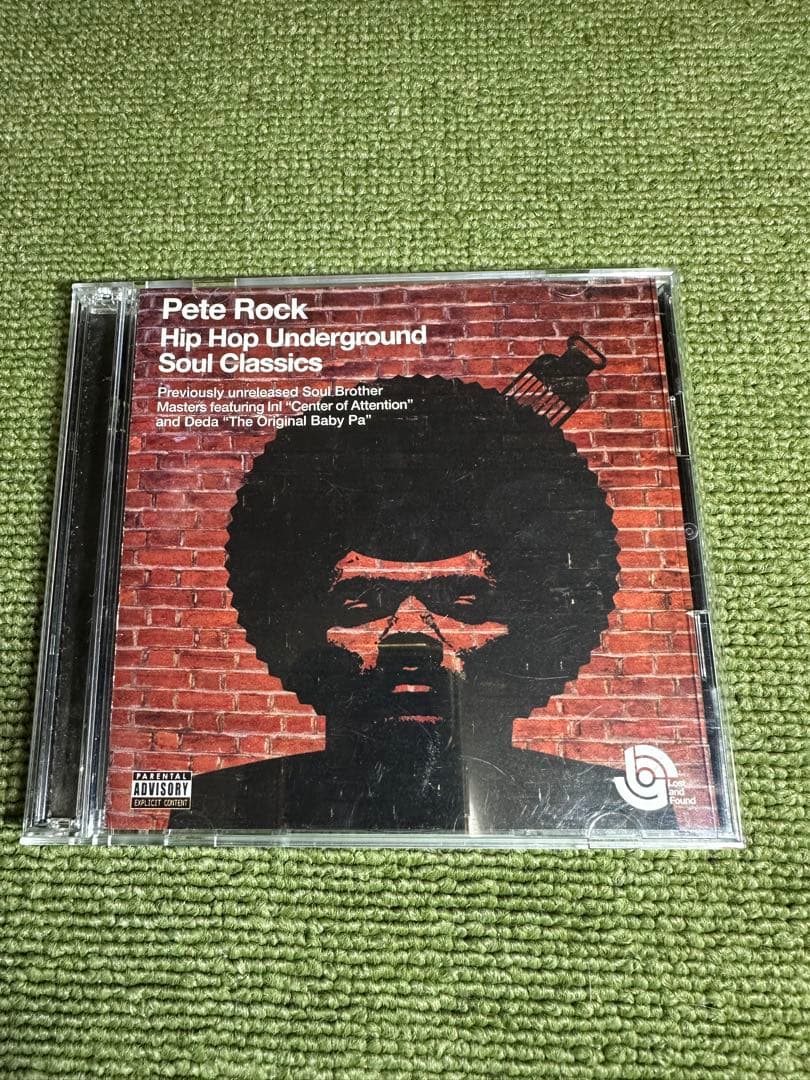 Pete Rock
Hip Hop Underground
Soul Classics
Previously unreleased Soul Brother
Masters featuring InI “Center of Attention”
and Deda “The Original Baby Pa”
PARENTAL
ADVISORY
EXPLICIT CONTENT
Lost
and
Found